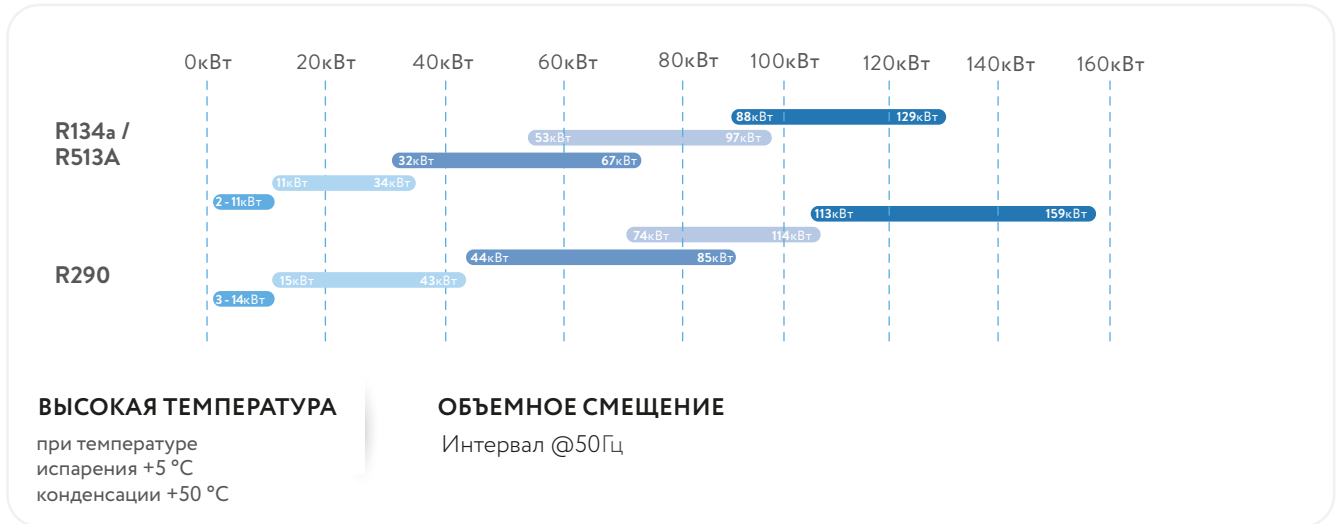 0кВт 20кВт 40кВт 60кВт 80кВт 100кВт 120кВт 140кВт 160кВт
R134a /
R513A
88кВт 129кВт
53кВт 97кВт
32кВт 67кВт
11кВт 34кВт
2 - 11кВт
R290
113кВт 159кВт
74кВт 114кВт
44кВт 85кВт
15кВт 43кВт
3 - 14кВт
ВЫСОКАЯ ТЕМПЕРАТУРА
при температуре
испарения +5 °C
конденсации +50 °C
ОБЪЕМНОЕ СМЕЩЕНИЕ
Интервал @50Гц